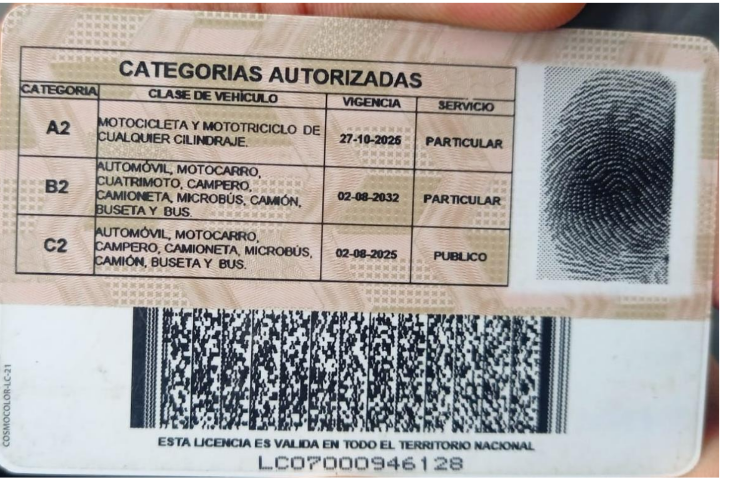 CATEGORIAS AUTORIZADAS
CATEGORIA CLASE DE VEHÍCULO VIGENCIA SERVICIO
A2 MOTOCICLETA Y MOTOTRICICLO DE
CUALQUIER CILINDRAJE. 27-10-2025 PARTICULAR
B2 AUTOMÓVIL, MOTOCARRO,
CUATRIMOTO, CAMPERO,
CAMIONETA, MICROBÚS, CAMIÓN, 02-08-2032 PARTICULAR
BUSETA Y BUS.
C2 AUTOMÓVIL, MOTOCARRO,
CAMPERO, CAMIONETA, MICROBÚS, 02-08-2025 PUBLICO
CAMIÓN, BUSETA Y BUS.
COSMOCOLOR-LC-21
ESTA LICENCIA ES VALIDA EN TODO EL TERRITORIO NACIONAL
LC07000946128